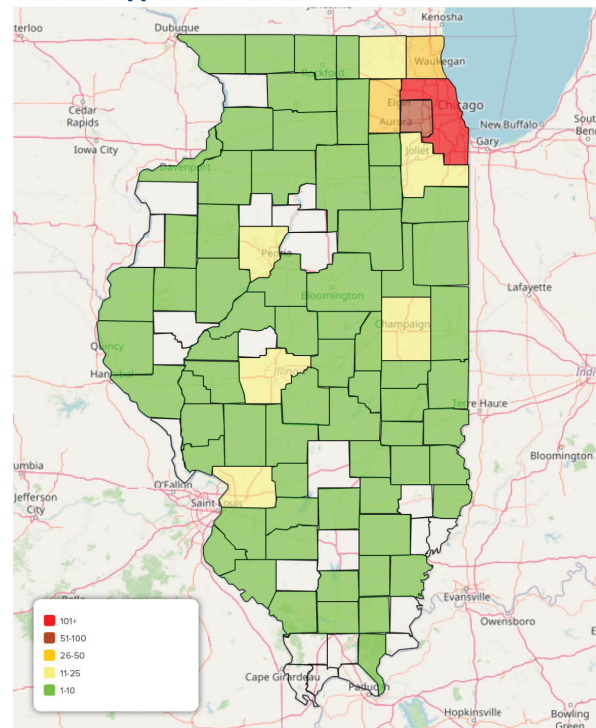 Kenosha
terloo
Dubuque
Waukegan
Rockford
Cedar
Rapids
Elgin
Chicago
Aurora
New Buffalo
South
Iowa City
Gary
Joliet
Davenport
Peoria
Bloomington
Lafayette
Champaign
Quincy
Hannibal
Illinois
Indi
Terre Haute
umbia
Bloomington
O'Fallon
Jefferson
City
Saint Louis
Evansville
Owensboro
101+
51-100
26-50
11-25
1-10
Cape Girardeau
Paducah
Hopkinsville
Bowling
Green